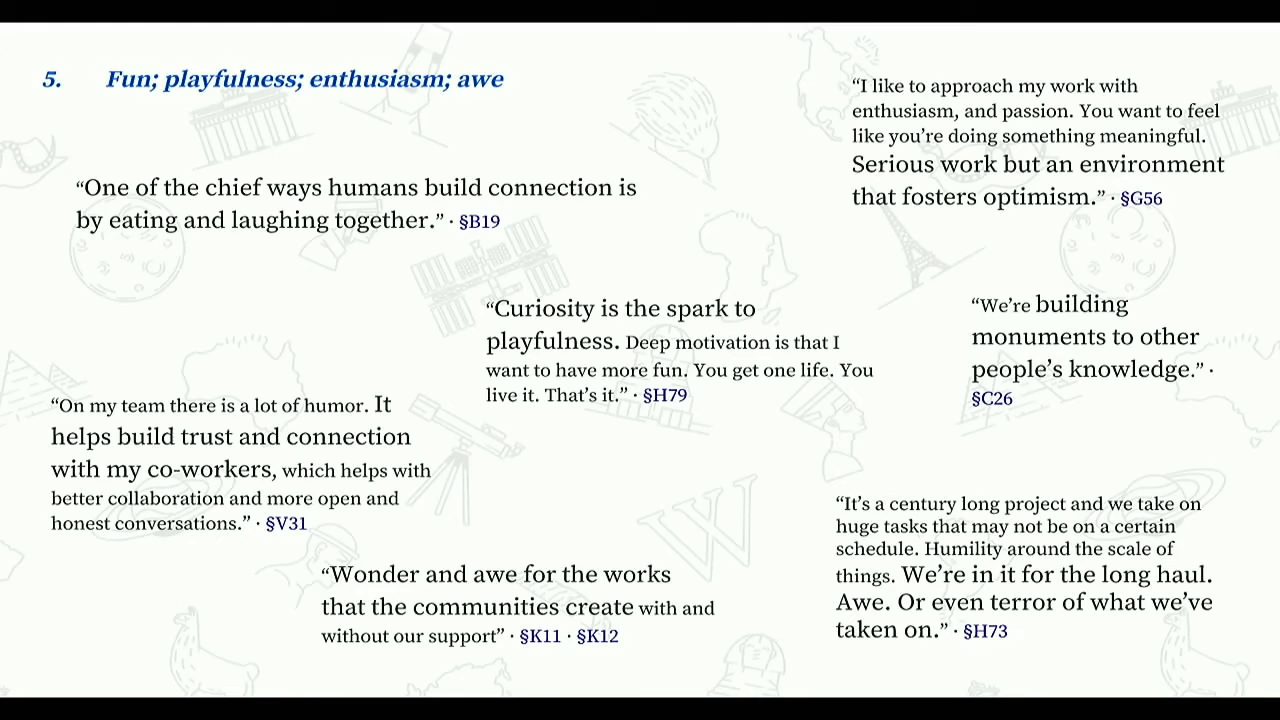 5. Fun; playfulness; enthusiasm; awe
“I like to approach my work with
enthusiasm, and passion. You want to feel
like you’re doing something meaningful.
Serious work but an environment
that fosters optimism.” · §G56
“One of the chief ways humans build connection is
by eating and laughing together.” · §B19
“Curiosity is the spark to
playfulness. Deep motivation is that I
want to have more fun. You get one life. You
live it. That’s it.” · §H79
“We’re building
monuments to other
people’s knowledge.” ·
§C26
“On my team there is a lot of humor. It
helps build trust and connection
with my co-workers, which helps with
better collaboration and more open and
honest conversations.” · §V31
“It’s a century long project and we take on
huge tasks that may not be on a certain
schedule. Humility around the scale of
things. We’re in it for the long haul.
Awe. Or even terror of what we’ve
taken on.” · §H73
“Wonder and awe for the works
that the communities create with and
without our support” · §K11 · §K12